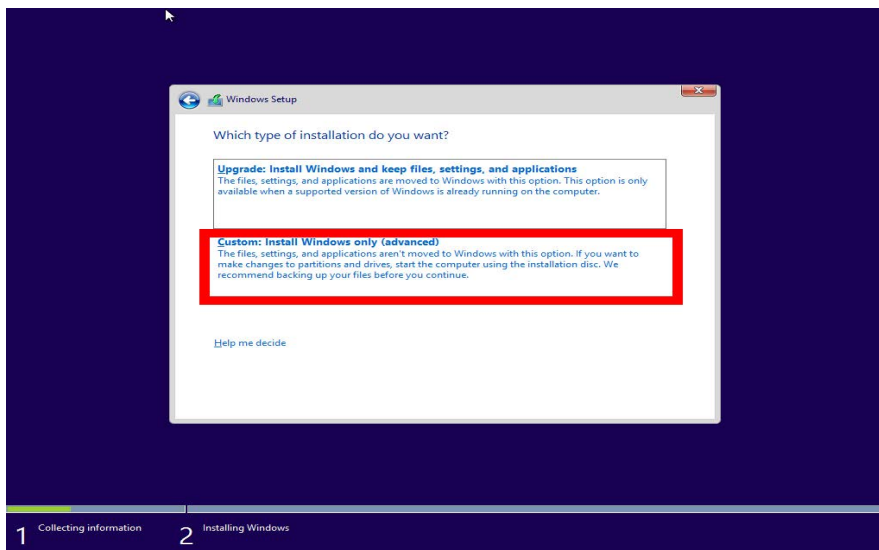 Windows Setup
Which type of installation do you want?
Upgrade: Install Windows and keep files, settings, and applications
The files, settings, and applications are moved to Windows with this option. This option is only
available when a supported version of Windows is already running on the computer.
Custom: Install Windows only (advanced)
The files, settings, and applications aren't moved to Windows with this option. If you want to
make changes to partitions and drives, start the computer using the installation disc. We
recommend backing up your files before you continue.
Help me decide
1 Collecting information
2 Installing Windows